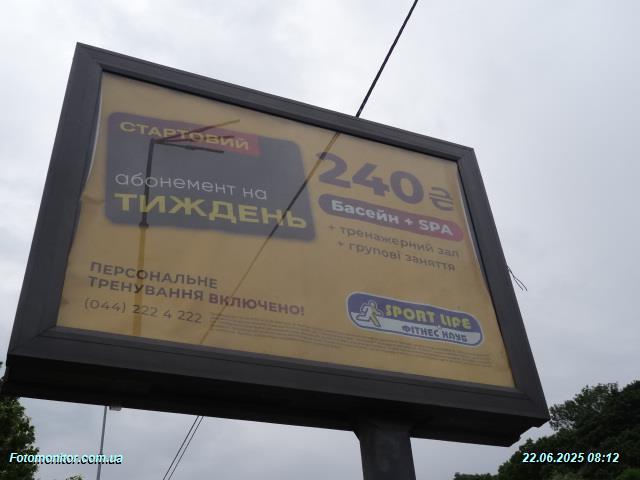 СТАРТОВИЙ
абонемент на
ТИЖДЕНЬ
240₴
Басейн + SPA
+ тренажерний зал
+ групові заняття
ПЕРСОНАЛЬНЕ
ТРЕНУВАННЯ ВКЛЮЧЕНО!
(044) 222 4 222
SPORT LIFE
ФІТНЕС КЛУБ
Fotomonitor.com.ua
22.06.2025 08:12